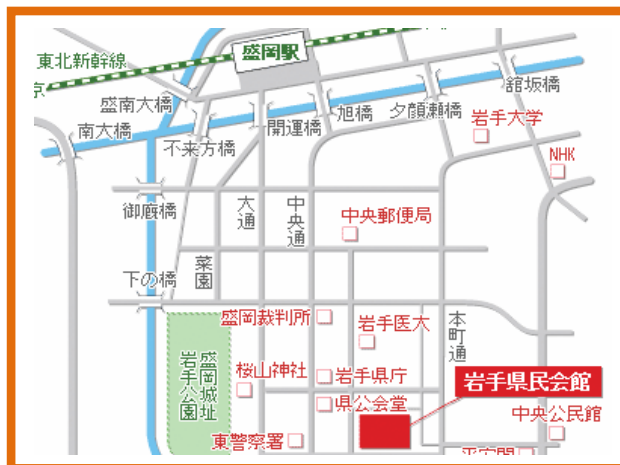 東北新幹線
京
盛岡駅
盛南大橋
南大橋
不来方橋
開運橋
旭橋
夕顔瀬橋
舘坂橋
岩手大学
NHK
御厩橋
大通
中央通
中央郵便局
菜園
下の橋
盛岡裁判所
岩手医大
本町通
盛岡城址
岩手公園
桜山神社
岩手県庁
岩手県民会館
県公会堂
中央公民館
東警察署